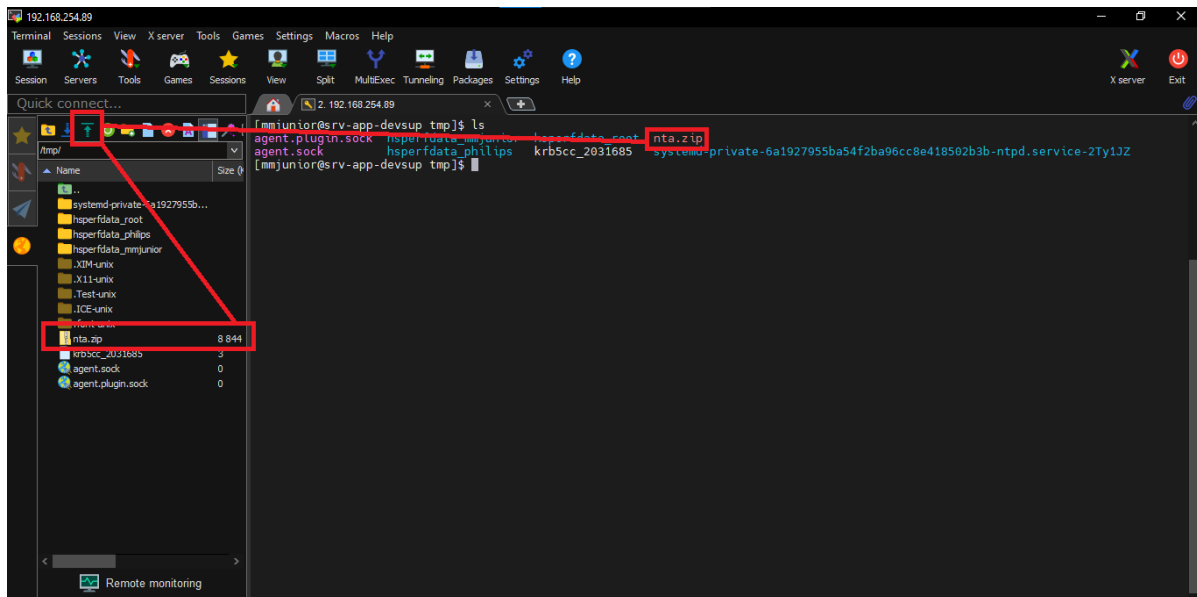 192.168.254.89
Terminal Sessions View X server Tools Games Settings Macros Help
Session Servers Tools Games Sessions View Split MultiExec Tunneling Packages Settings Help X server Exit
Quick connect...
2. 192.168.254.89
/tmp/
Name Size (
..
systemd-private-6a1927955b...
hsperfdata_root
hsperfdata_philips
hsperfdata_mmjunior
.XIM-unix
.X11-unix
.Test-unix
.ICE-unix
.font-unix
nta.zip 8 844
krb5cc_2031685 3
agent.sock 0
agent.plugin.sock 0
Remote monitoring
[mmjunior@srv-app-devsup tmp]$ ls
agent.plugin.sock hsperfdata_mmjunior hsperfdata_root nta.zip
agent.sock hsperfdata_philips krb5cc_2031685 systemd-private-6a1927955ba54f2ba96cc8e418502b3b-ntpd.service-2Ty1JZ
[mmjunior@srv-app-devsup tmp]$